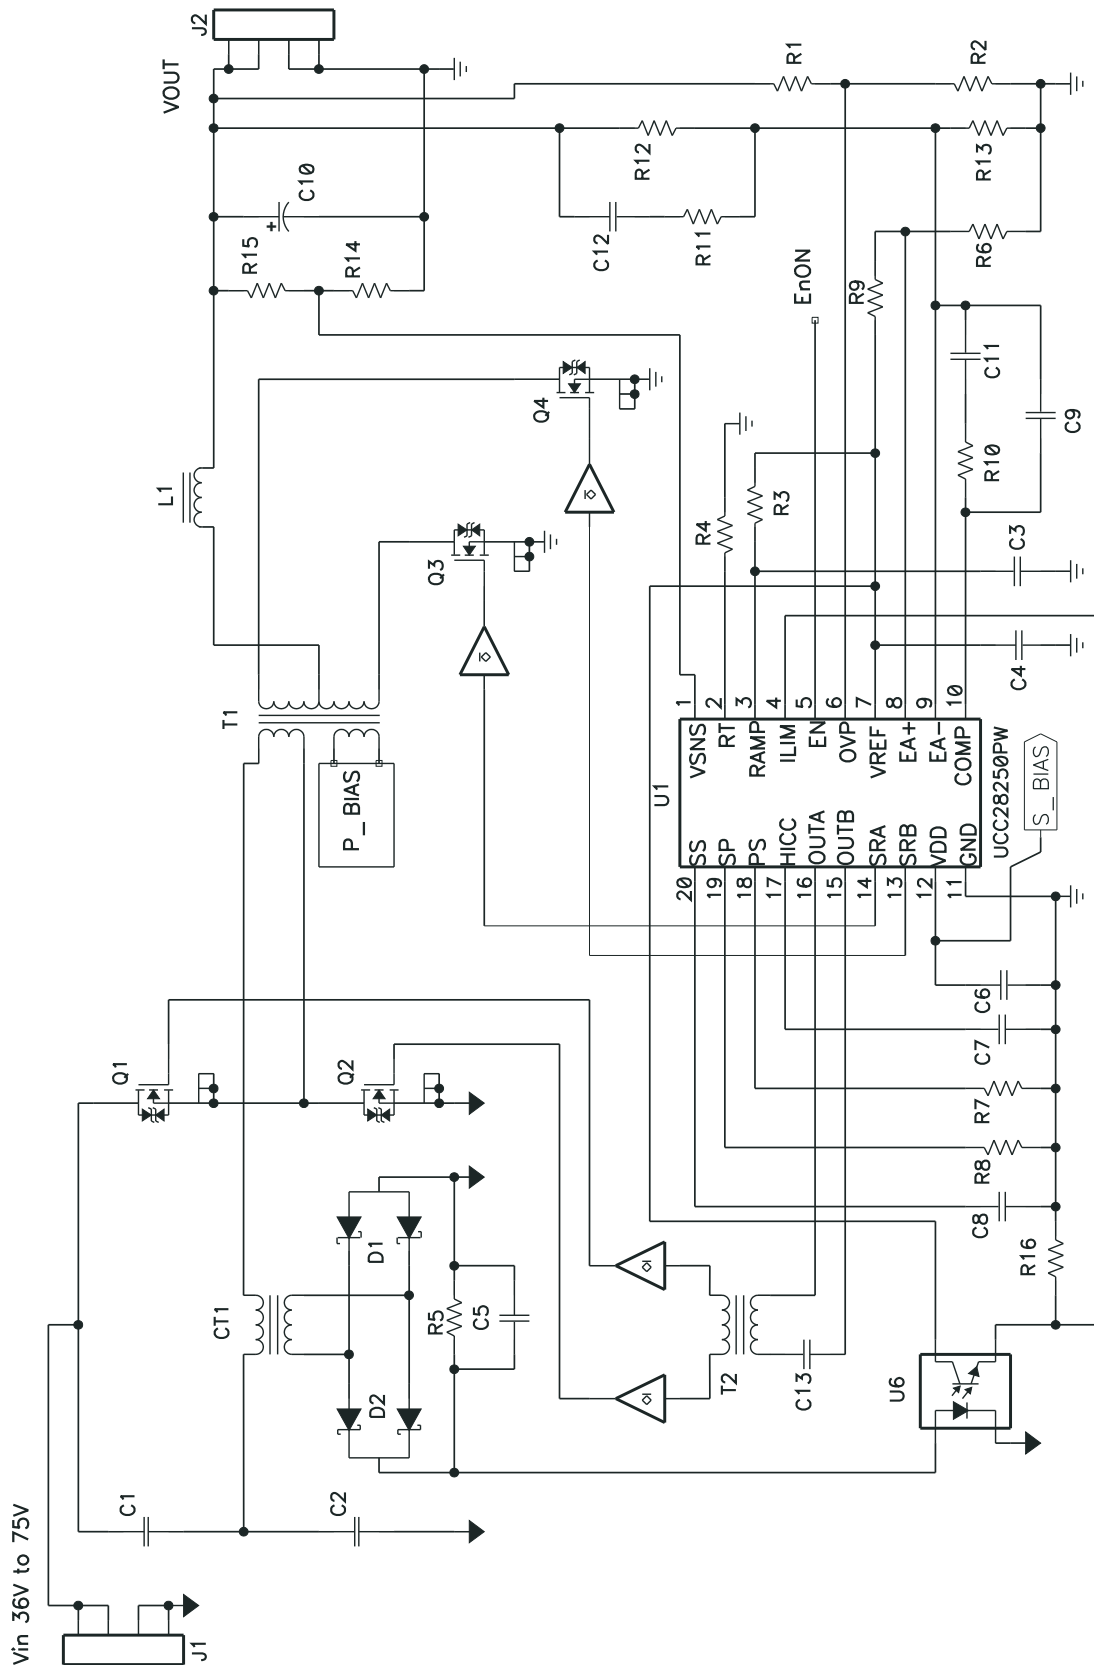 Vin 36V to 75V
J1
C1
C2
CT1
D1
D2
R5
C5
Q1
Q2
T1
P_BIAS
L1
VOUT
J2
C10
+
R15
R14
Q3
Q4
C12
R11
R12
R1
R2
R13
R6
R9
EnON
R4
R3
C11
R10
C9
C3
C4
U1
UCC28250PW
1 VSNS
2 RT
3 RAMP
4 ILIM
5 EN
6 OVP
7 VREF
8 EA+
9 EA-
10 COMP
20 SS
19 SP
18 PS
17 HICC
16 OUTA
15 OUTB
14 SRA
13 SRB
12 VDD
11 GND
S_BIAS
C6
C7
R7
R8
C8
R16
T2
C13
U6